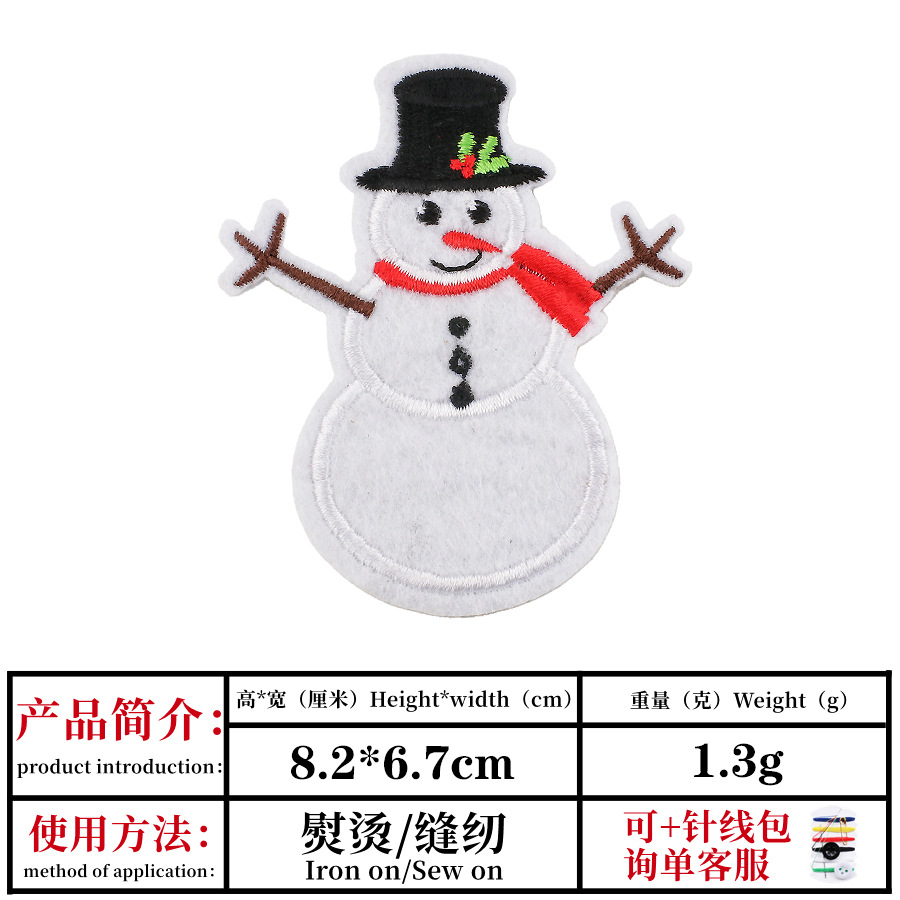 产品简介：
product introduction：
高*宽（厘米）Height*width（cm）
重量（克）Weight（g）
8.2*6.7cm
1.3g
使用方法：
method of application：
熨烫/缝纫
Iron on/Sew on
可+针线包
询单客服